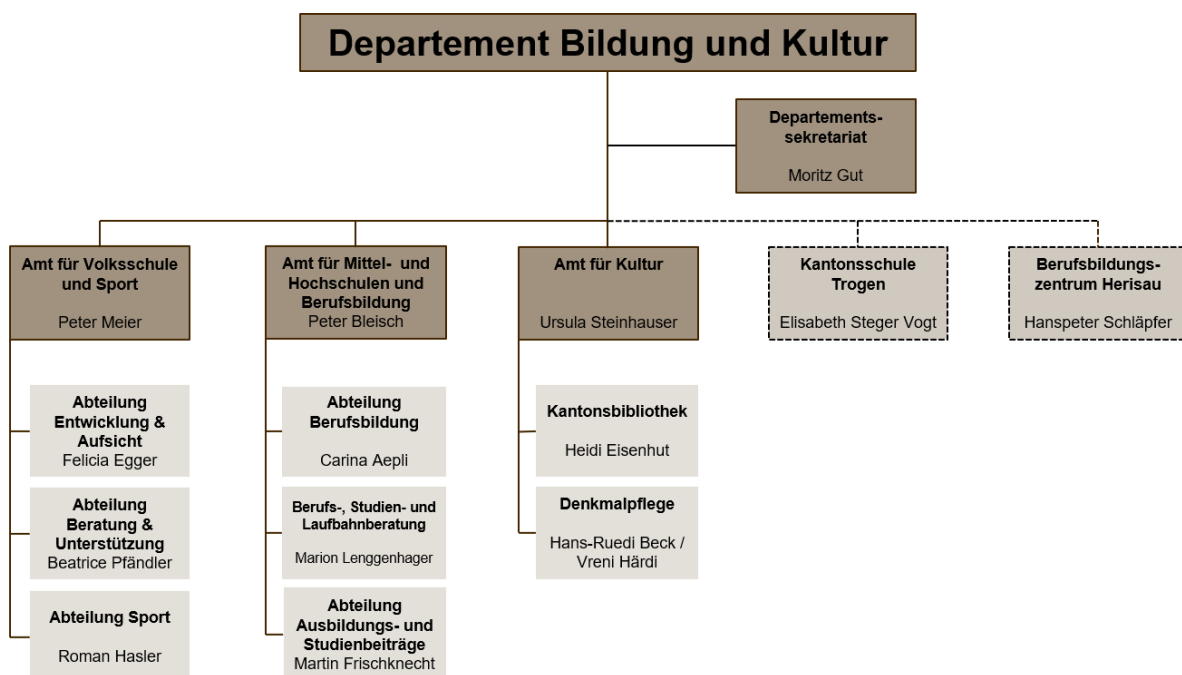 Departement Bildung und Kultur
Departements-
sekretariat
Moritz Gut
Amt für Volksschule
und Sport
Peter Meier
Amt für Mittel- und
Hochschulen und
Berufsbildung
Peter Bleisch
Amt für Kultur
Ursula Steinhauser
Kantonsschule
Trogen
Elisabeth Steger Vogt
Berufsbildungs-
zentrum Herisau
Hanspeter Schläpfer
Abteilung
Entwicklung &
Aufsicht
Felicia Egger
Abteilung
Beratung &
Unterstützung
Beatrice Pfändler
Abteilung Sport
Roman Hasler
Abteilung
Berufsbildung
Carina Aepli
Berufs-, Studien- und
Laufbahnberatung
Marion Lenggenhager
Abteilung
Ausbildungs- und
Studienbeiträge
Martin Frischknecht
Kantonsbibliothek
Heidi Eisenhut
Denkmalpflege
Hans-Ruedi Beck /
Vreni Härdi